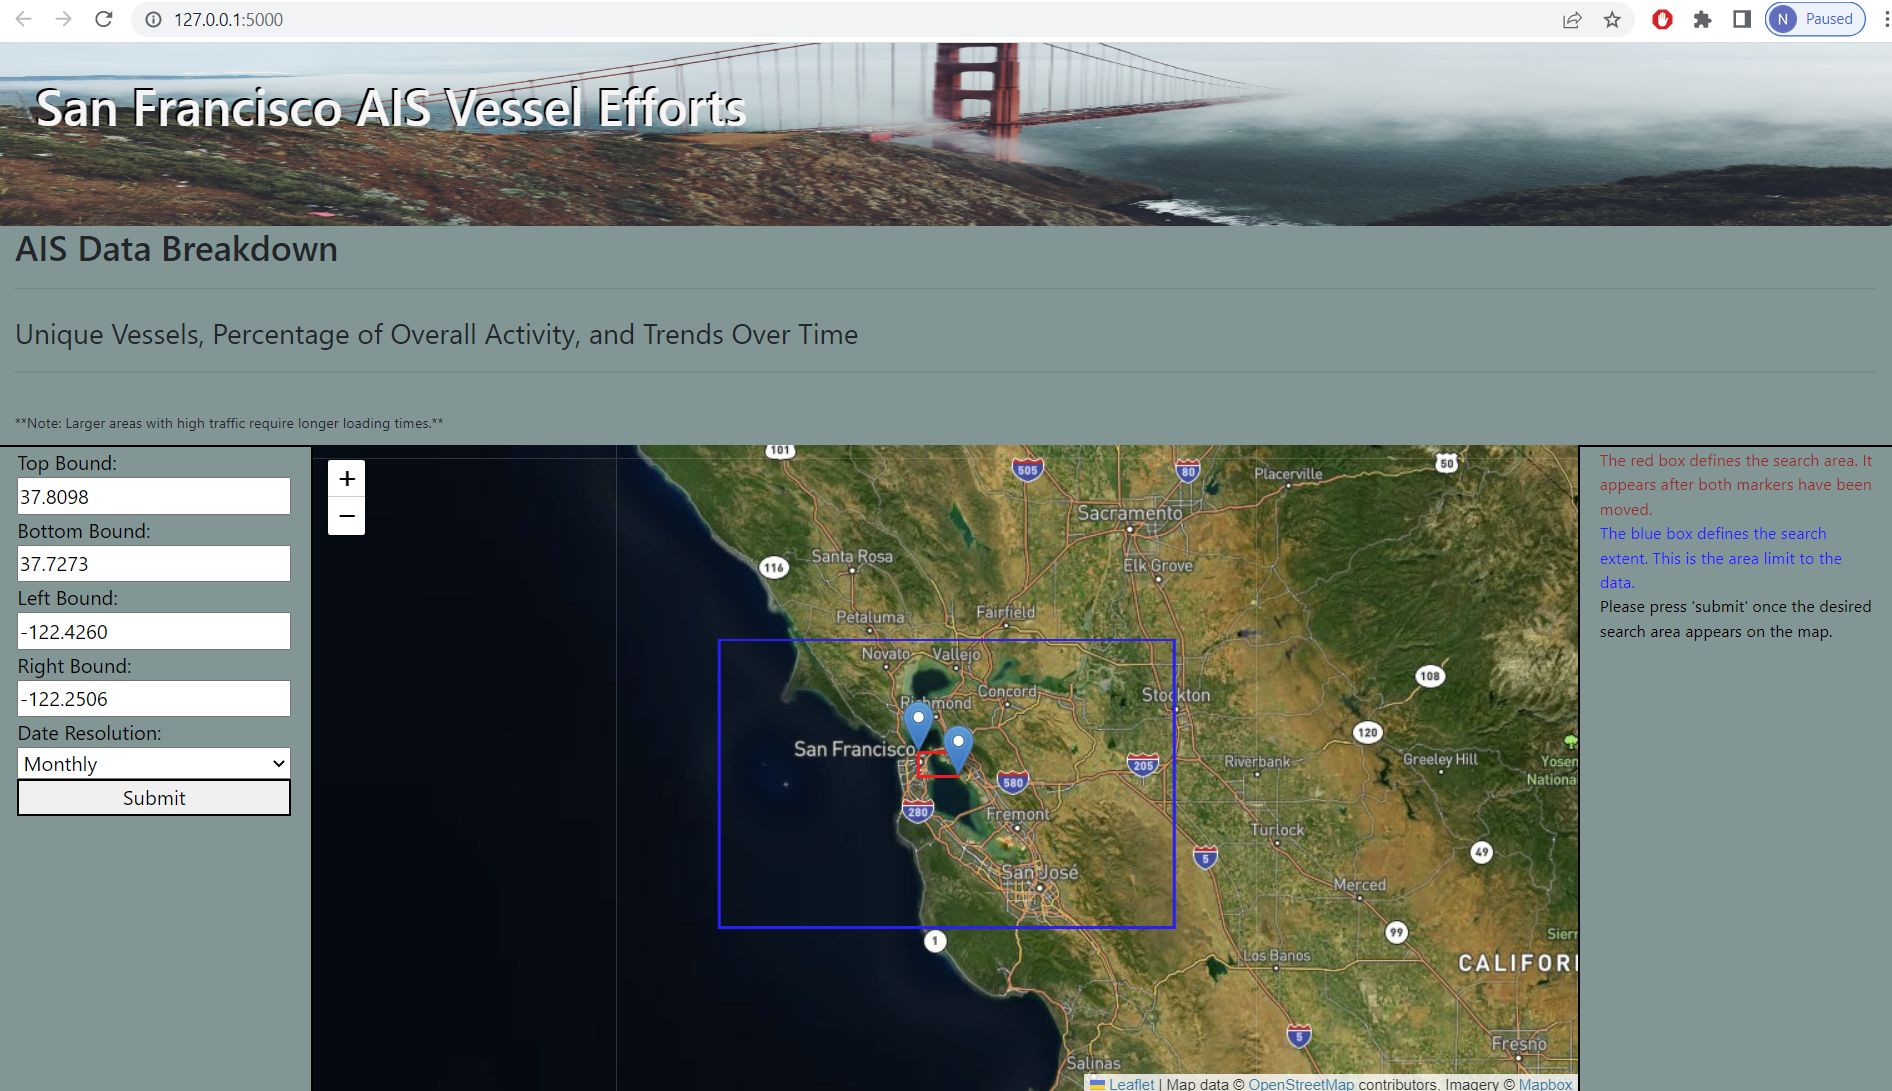 127.0.0.1:5000
N Paused
San Francisco AIS Vessel Efforts
AIS Data Breakdown
Unique Vessels, Percentage of Overall Activity, and Trends Over Time
**Note: Larger areas with high traffic require longer loading times.**
Top Bound:
37.8098
Bottom Bound:
37.7273
Left Bound:
-122.4260
Right Bound:
-122.2506
Date Resolution:
Monthly
Submit
+
−
101
505
80
50
Placerville
Sacramento
116
Santa Rosa
Elk Grove
Petaluma
Fairfield
Novato
Vallejo
Concord
Stockton
108
Richmond
San Francisco
120
205
Riverbank
Greeley Hill
Yosem
National
580
280
Fremont
Turlock
5
49
San José
Merced
1
99
Sierr
Los Banos
CALIFORN
5
Fresno
Salinas
Leaflet | Map data © OpenStreetMap contributors, Imagery © Mapbox
The red box defines the search area. It
appears after both markers have been
moved.
The blue box defines the search
extent. This is the area limit to the
data.
Please press 'submit' once the desired
search area appears on the map.